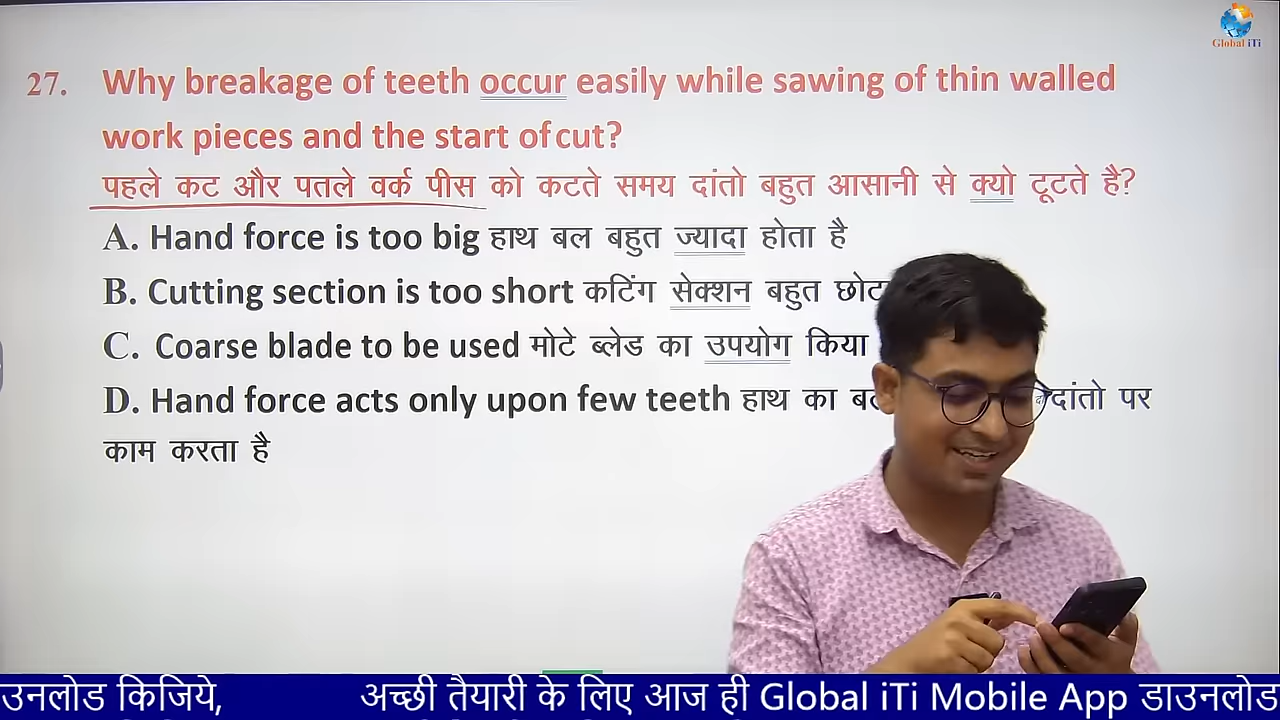 Global iTi
27. Why breakage of teeth occur easily while sawing of thin walled
work pieces and the start of cut?
पहले कट और पतले वर्क पीस को कटते समय दांतो बहुत आसानी से क्यो टूटते है?
A. Hand force is too big हाथ बल बहुत ज्यादा होता है
B. Cutting section is too short कटिंग सेक्शन बहुत
C. Coarse blade to be used मोटे ब्लेड का उपयोग किया
D. Hand force acts only upon few teeth हाथ का दांतो पर
काम करता है
उनलोड किजिये, अच्छी तैयारी के लिए आज ही Global iTi Mobile App डाउनलोड